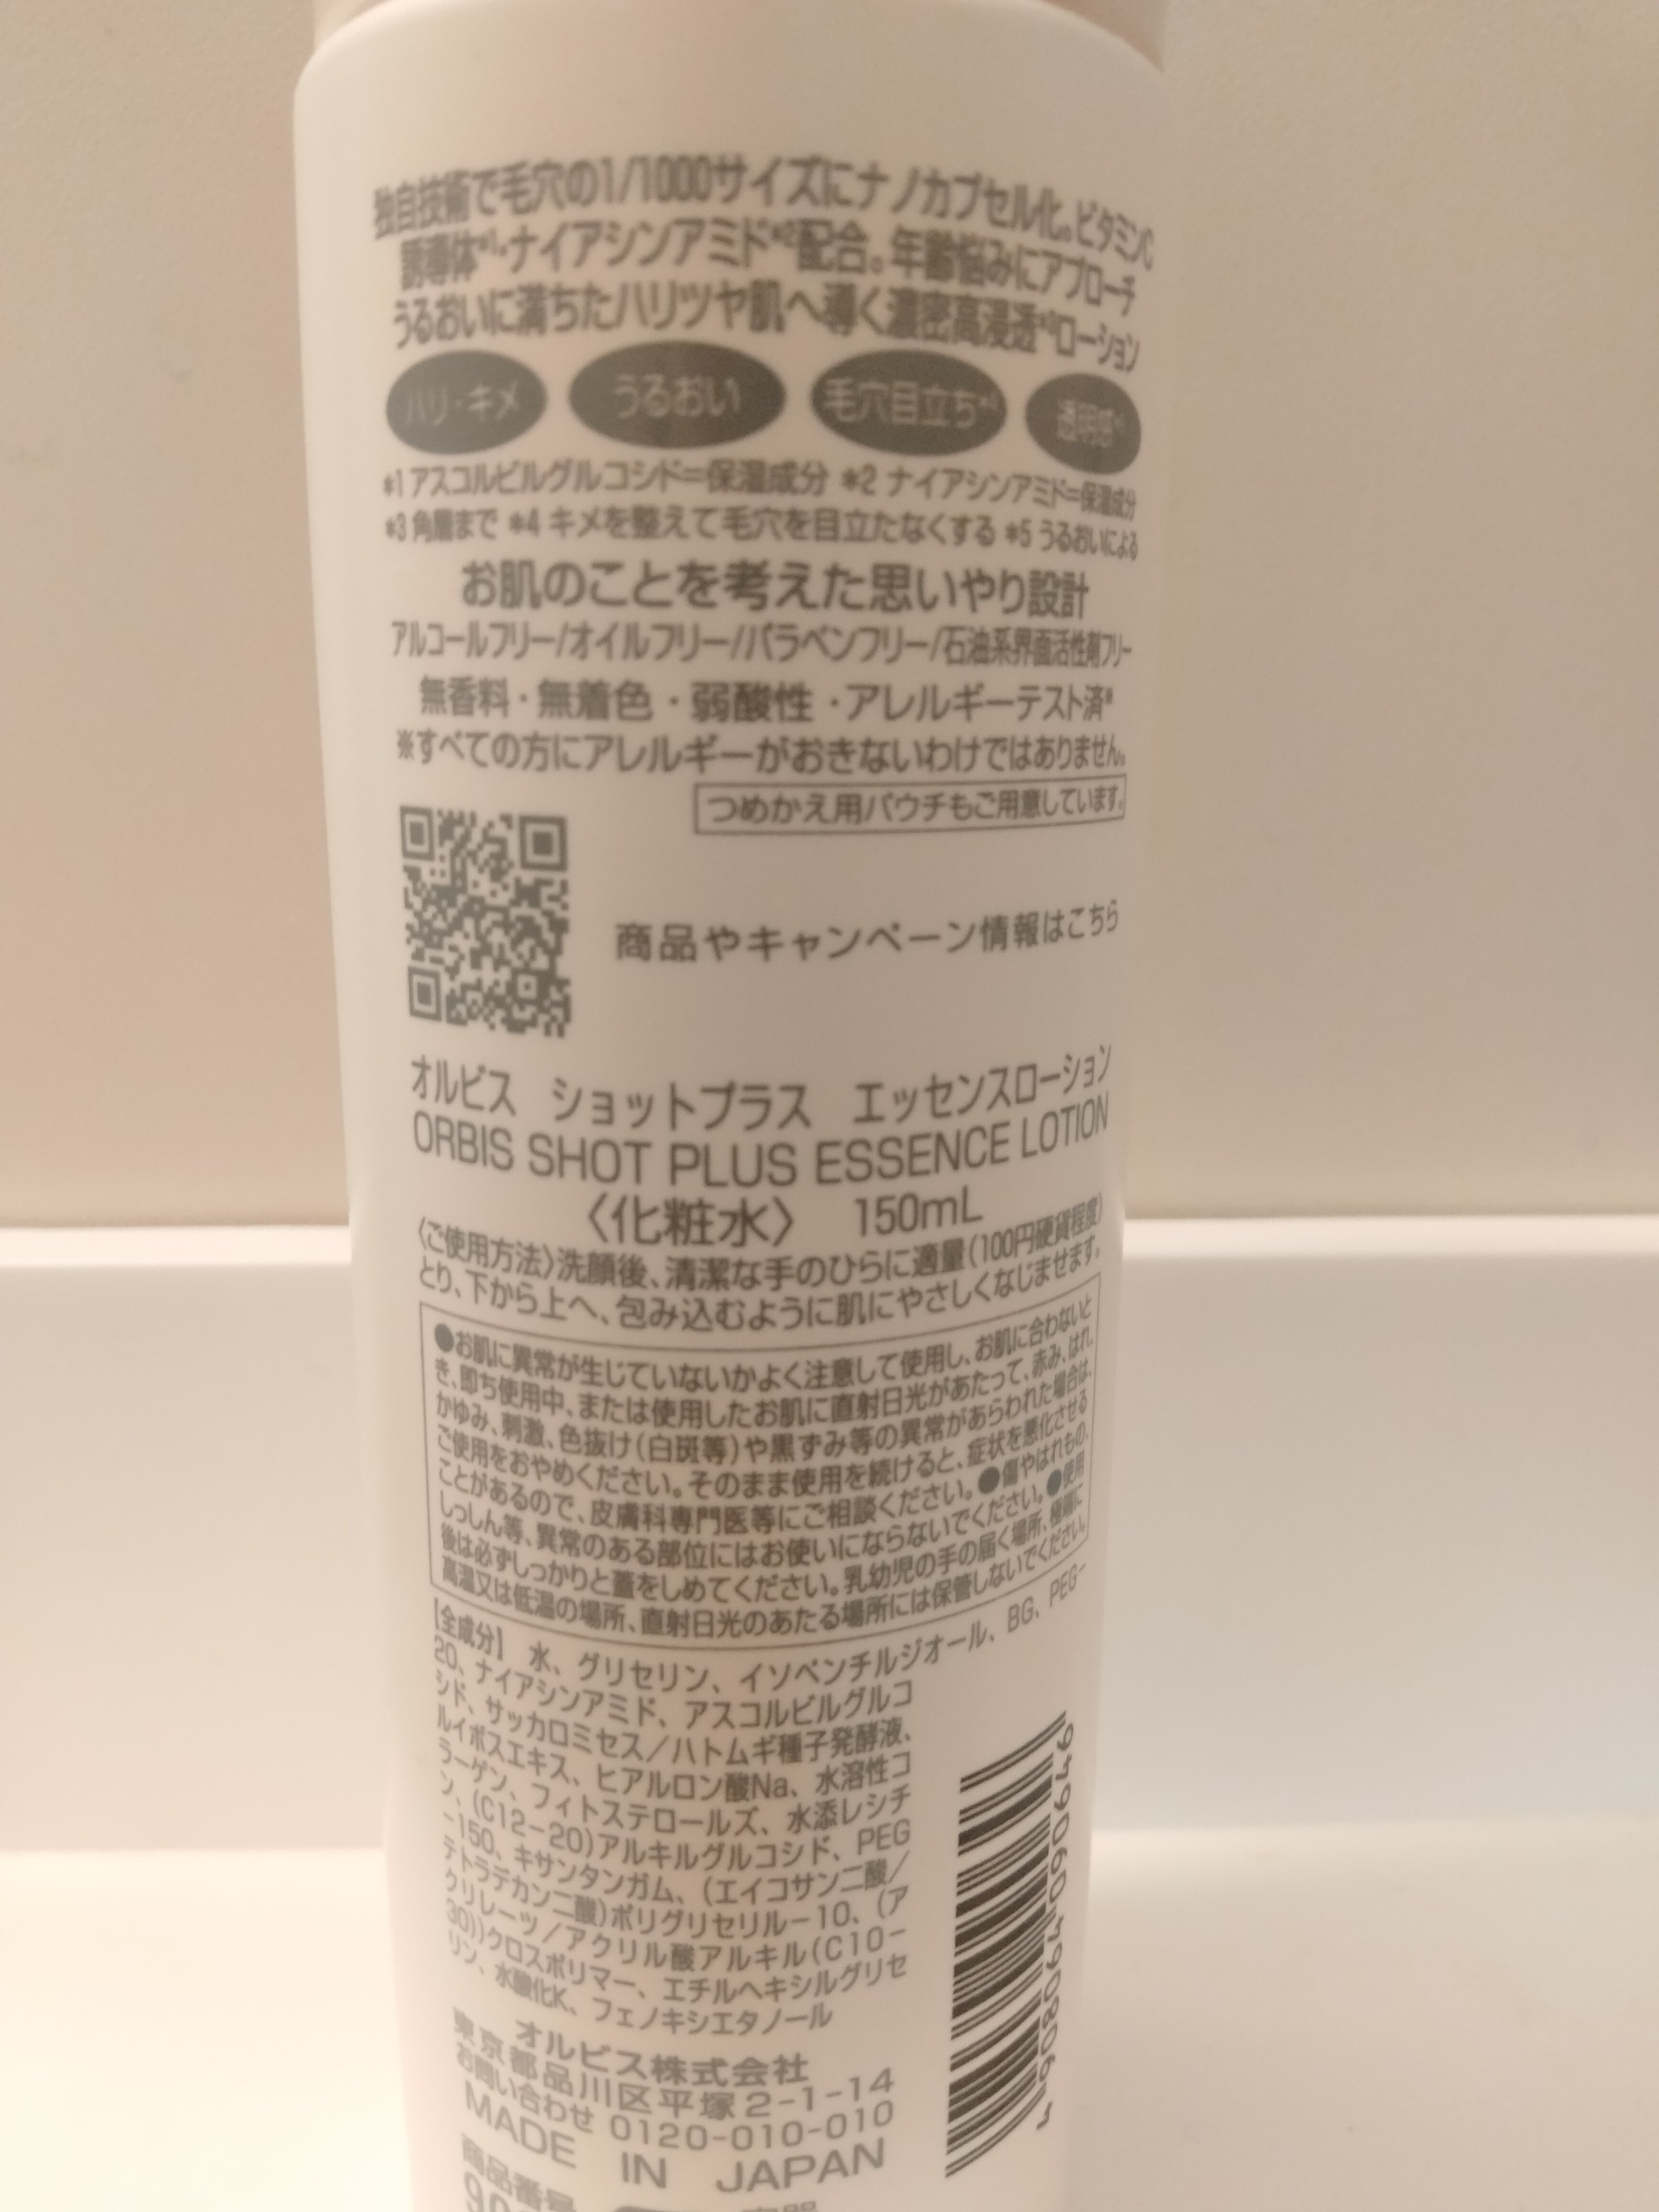 独自技術で毛穴の1/1000サイズにナノカプセル化。ビタミンC
誘導体*1・ナイアシンアミド*2配合。年齢悩みにアプローチ
うるおいに満ちたハリツヤ肌へ導く濃密高浸透*3ローション
ハリ・キメ うるおい 毛穴目立ち*4 透明感*5
*1 アスコルビルグルコシド=保湿成分 *2 ナイアシンアミド=保湿成分
*3 角層まで *4 キメを整えて毛穴を目立たなくする *5 うるおいによる
お肌のことを考えた思いやり設計
アルコールフリー/オイルフリー/パラベンフリー/石油系界面活性剤フリー
無香料・無着色・弱酸性・アレルギーテスト済※
※すべての方にアレルギーがおきないわけではありません。
つめかえ用パウチもご用意しています。
商品やキャンペーン情報はこちら
オルビス ショットプラス エッセンスローション
ORBIS SHOT PLUS ESSENCE LOTION
〈化粧水〉 150mL
〈ご使用方法〉洗顔後、清潔な手のひらに適量(100円硬貨程度)
とり、下から上へ、包み込むように肌にやさしくなじませます。
●お肌に異常が生じていないかよく注意して使用し、お肌に合わないと
き、即ち使用中、または使用したお肌に直射日光があたって、赤み、はれ、
かゆみ、刺激、色抜け(白斑等)や黒ずみ等の異常があらわれた場合は、
ご使用をおやめください。そのまま使用を続けると、症状を悪化させる
ことがあるので、皮膚科専門医等にご相談ください。●傷やはれもの、
しっしん等、異常のある部位にはお使いにならないでください。●使用
後は必ずしっかりと蓋をしめてください。乳幼児の手の届く場所、極端に
高温又は低温の場所、直射日光のあたる場所には保管しないでください。
【全成分】 水、グリセリン、イソペンチルジオール、BG、PEG-
20、ナイアシンアミド、アスコルビルグルコ
シド、サッカロミセス/ハトムギ種子発酵液、
ルイボスエキス、ヒアルロン酸Na、水溶性コ
ラーゲン、フィトステロールズ、水添レシチ
ン、(C12-20)アルキルグルコシド、PEG
-150、キサンタンガム、(エイコサン二酸/
テトラデカン二酸)ポリグリセリル-10、(ア
クリレーツ/アクリル酸アルキル(C10-
30))クロスポリマー、エチルヘキシルグリセ
リン、水酸化K、フェノキシエタノール
オルビス株式会社
東京都品川区平塚2-1-14
お問い合わせ 0120-010-010
MADE IN JAPAN
商品番号